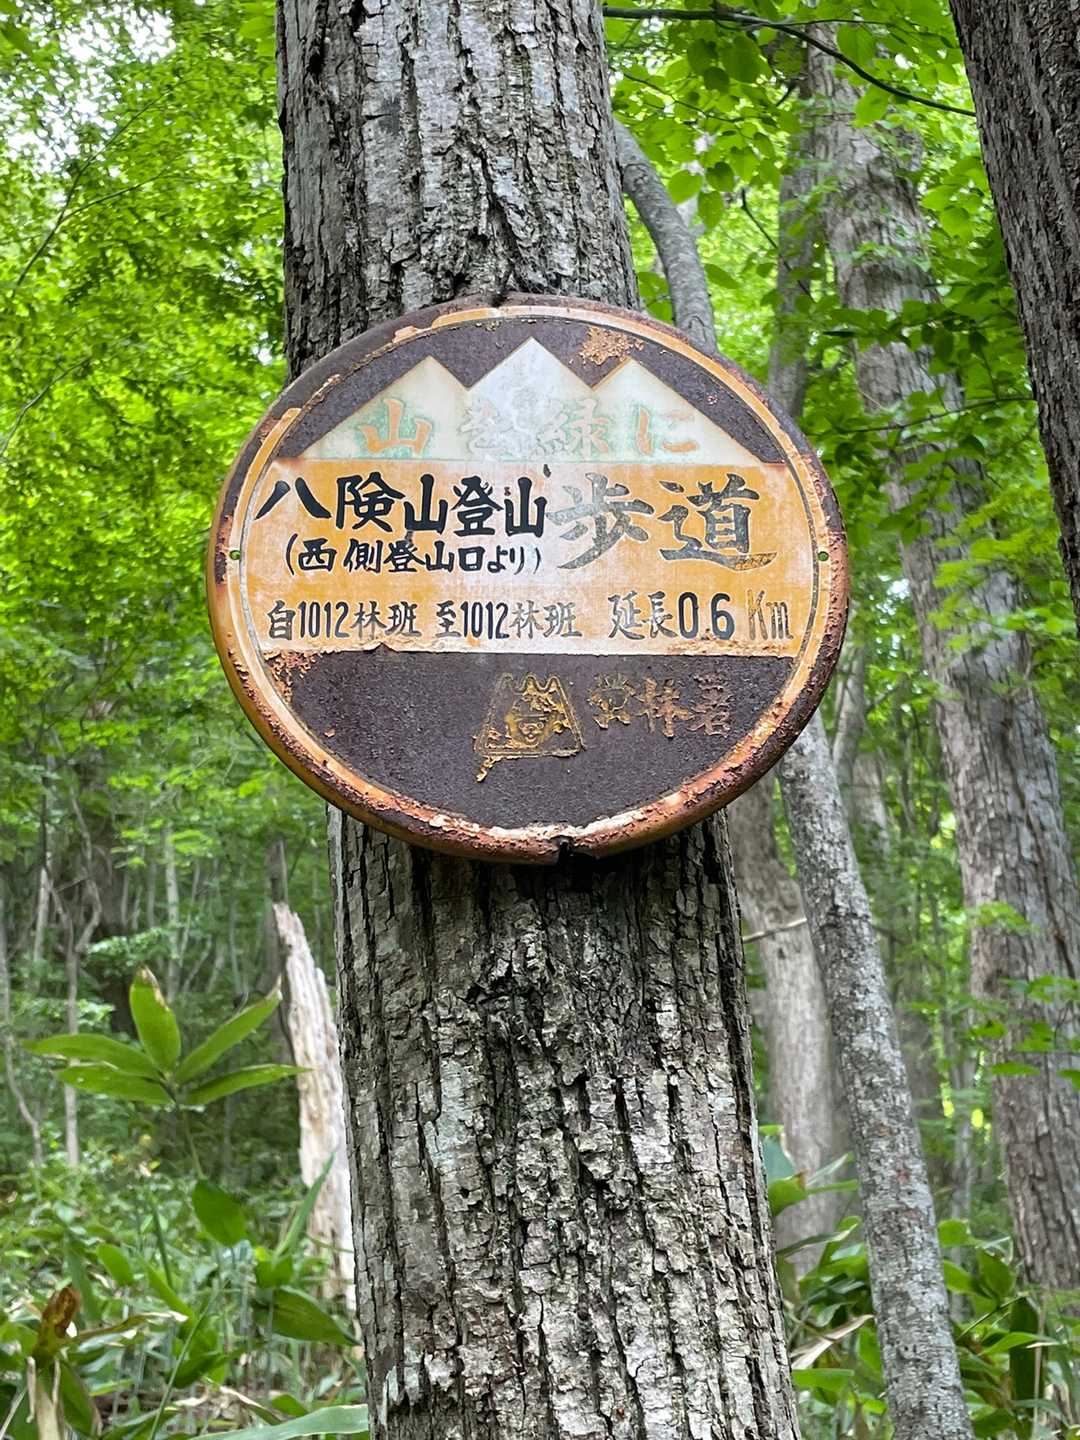 山を緑に
八険山登山歩道
(西側登山口より)
自1012林班 至1012林班 延長0.6Km
営林署